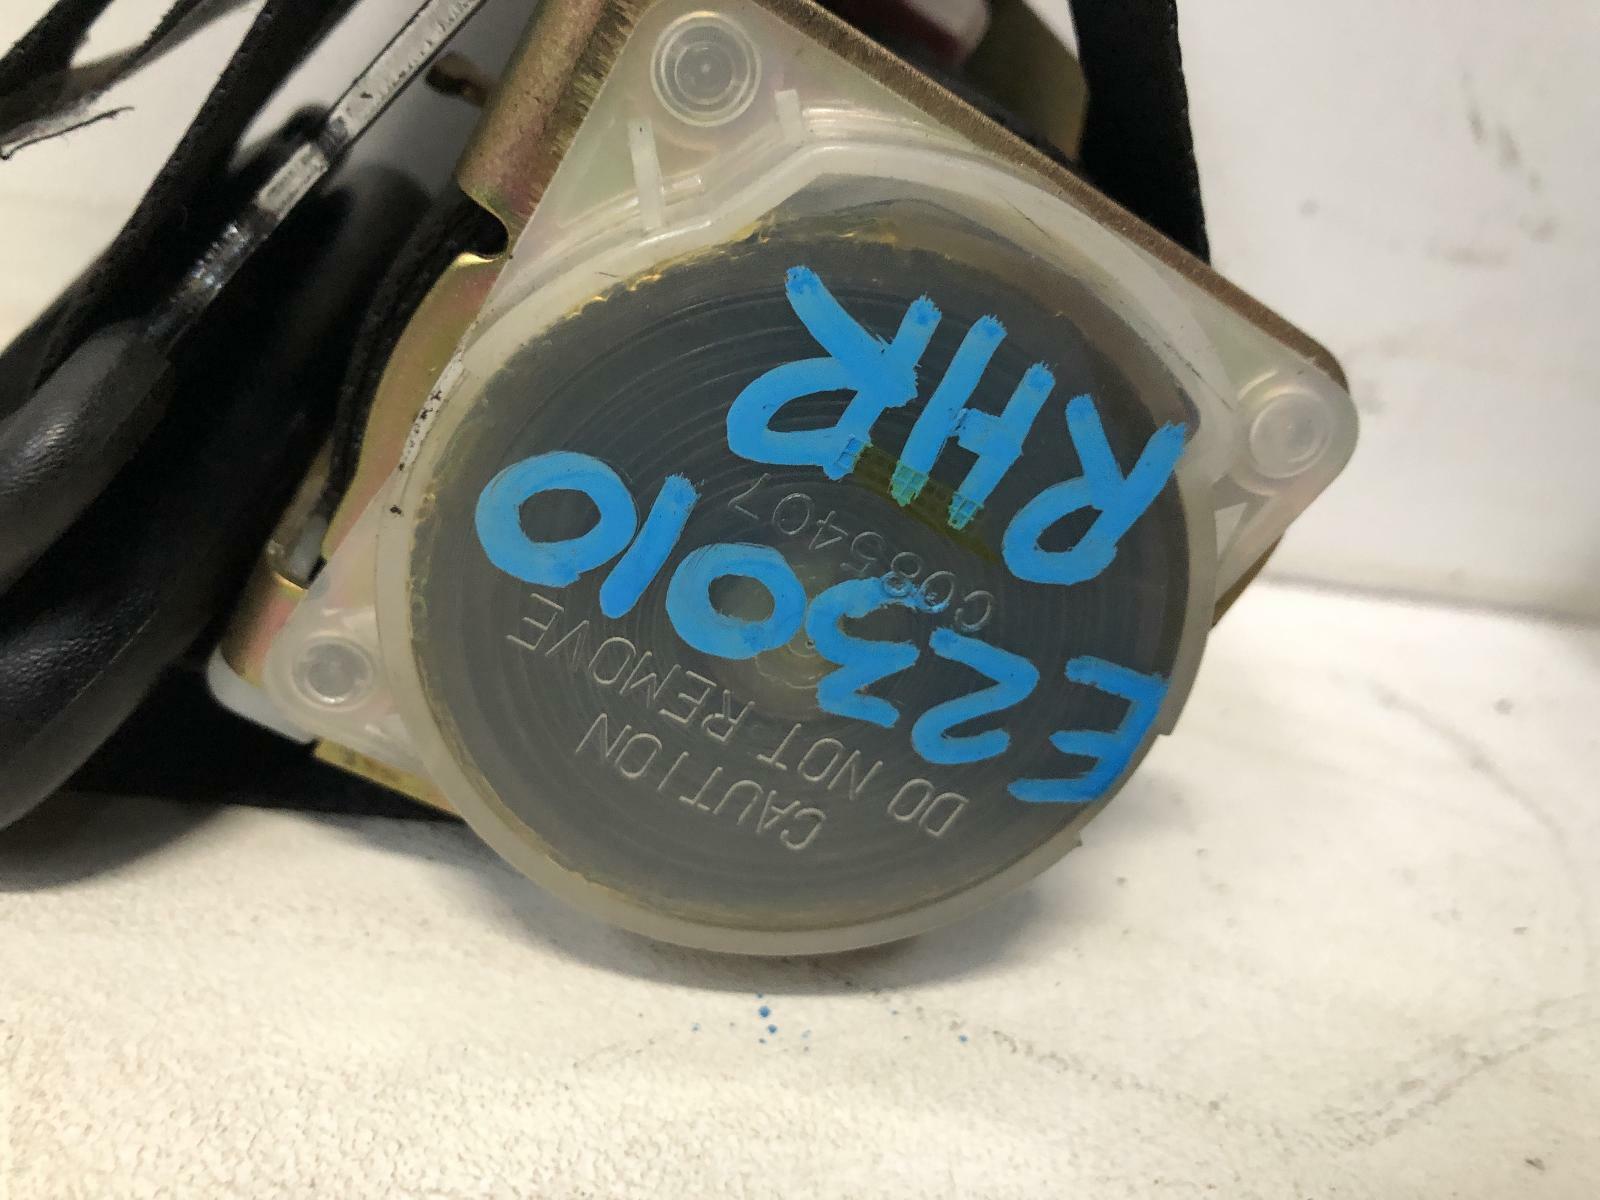 CAUTION
DO NOT REMOVE
E23010
C085407
RHR